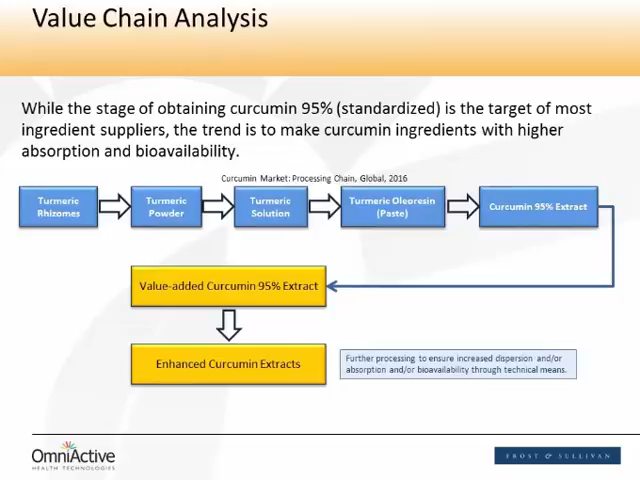 Value Chain Analysis
While the stage of obtaining curcumin 95% (standardized) is the target of most
ingredient suppliers, the trend is to make curcumin ingredients with higher
absorption and bioavailability.
Curcumin Market: Processing Chain, Global, 2016
Turmeric
Rhizomes
Turmeric
Powder
Turmeric
Solution
Turmeric Oleoresin
(Paste)
Curcumin 95% Extract
Value-added Curcumin 95% Extract
Enhanced Curcumin Extracts
Further processing to ensure increased dispersion and/or
absorption and/or bioavailability through technical means.
OmniActive
HEALTH TECHNOLOGIES
FROST & SULLIVAN